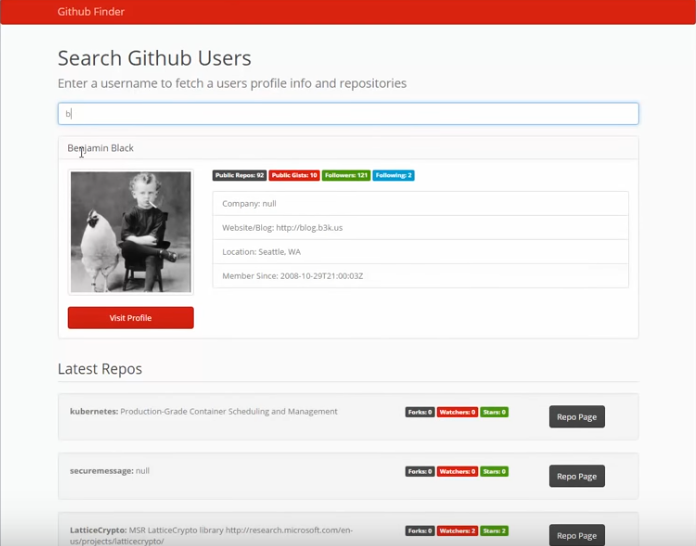 Github Finder
Search Github Users
Enter a username to fetch a users profile info and repositories
b
Benjamin Black
Public Repos: 92 Public Gists: 10 Followers: 121 Following: 2
Company: null
Website/Blog: http://blog.b3k.us
Location: Seattle, WA
Member Since: 2008-10-29T21:00:03Z
Visit Profile
Latest Repos
kubernetes: Production-Grade Container Scheduling and Management Forks: 0 Watchers: 0 Stars: 0 Repo Page
securemessage: null Forks: 0 Watchers: 0 Stars: 0 Repo Page
LatticeCrypto: MSR LatticeCrypto library http://research.microsoft.com/en- Forks: 0 Watchers: 2 Stars: 2 Repo Page
us/projects/latticecrypto/